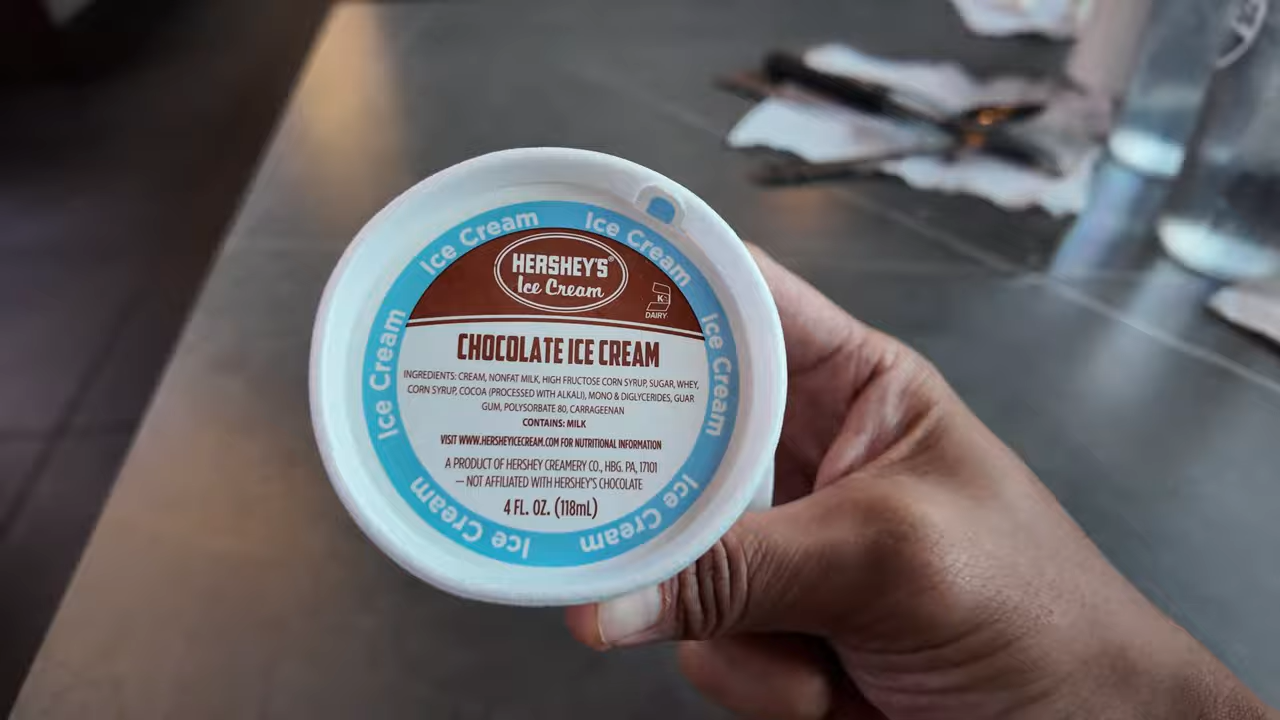 Ice Cream
Ice Cream
Ice Cream
Ice Cream
Ice Cream
Ice Cream
HERSHEY'S®
Ice Cream
K
DAIRY
CHOCOLATE ICE CREAM
INGREDIENTS: CREAM, NONFAT MILK, HIGH FRUCTOSE CORN SYRUP, SUGAR, WHEY,
CORN SYRUP, COCOA (PROCESSED WITH ALKALI), MONO & DIGLYCERIDES, GUAR
GUM, POLYSORBATE 80, CARRAGEENAN
CONTAINS: MILK
VISIT WWW.HERSHEYICECREAM.COM FOR NUTRITIONAL INFORMATION
A PRODUCT OF HERSHEY CREAMERY CO., HBG. PA, 17101
— NOT AFFILIATED WITH HERSHEY'S CHOCOLATE
4 FL. OZ. (118mL)